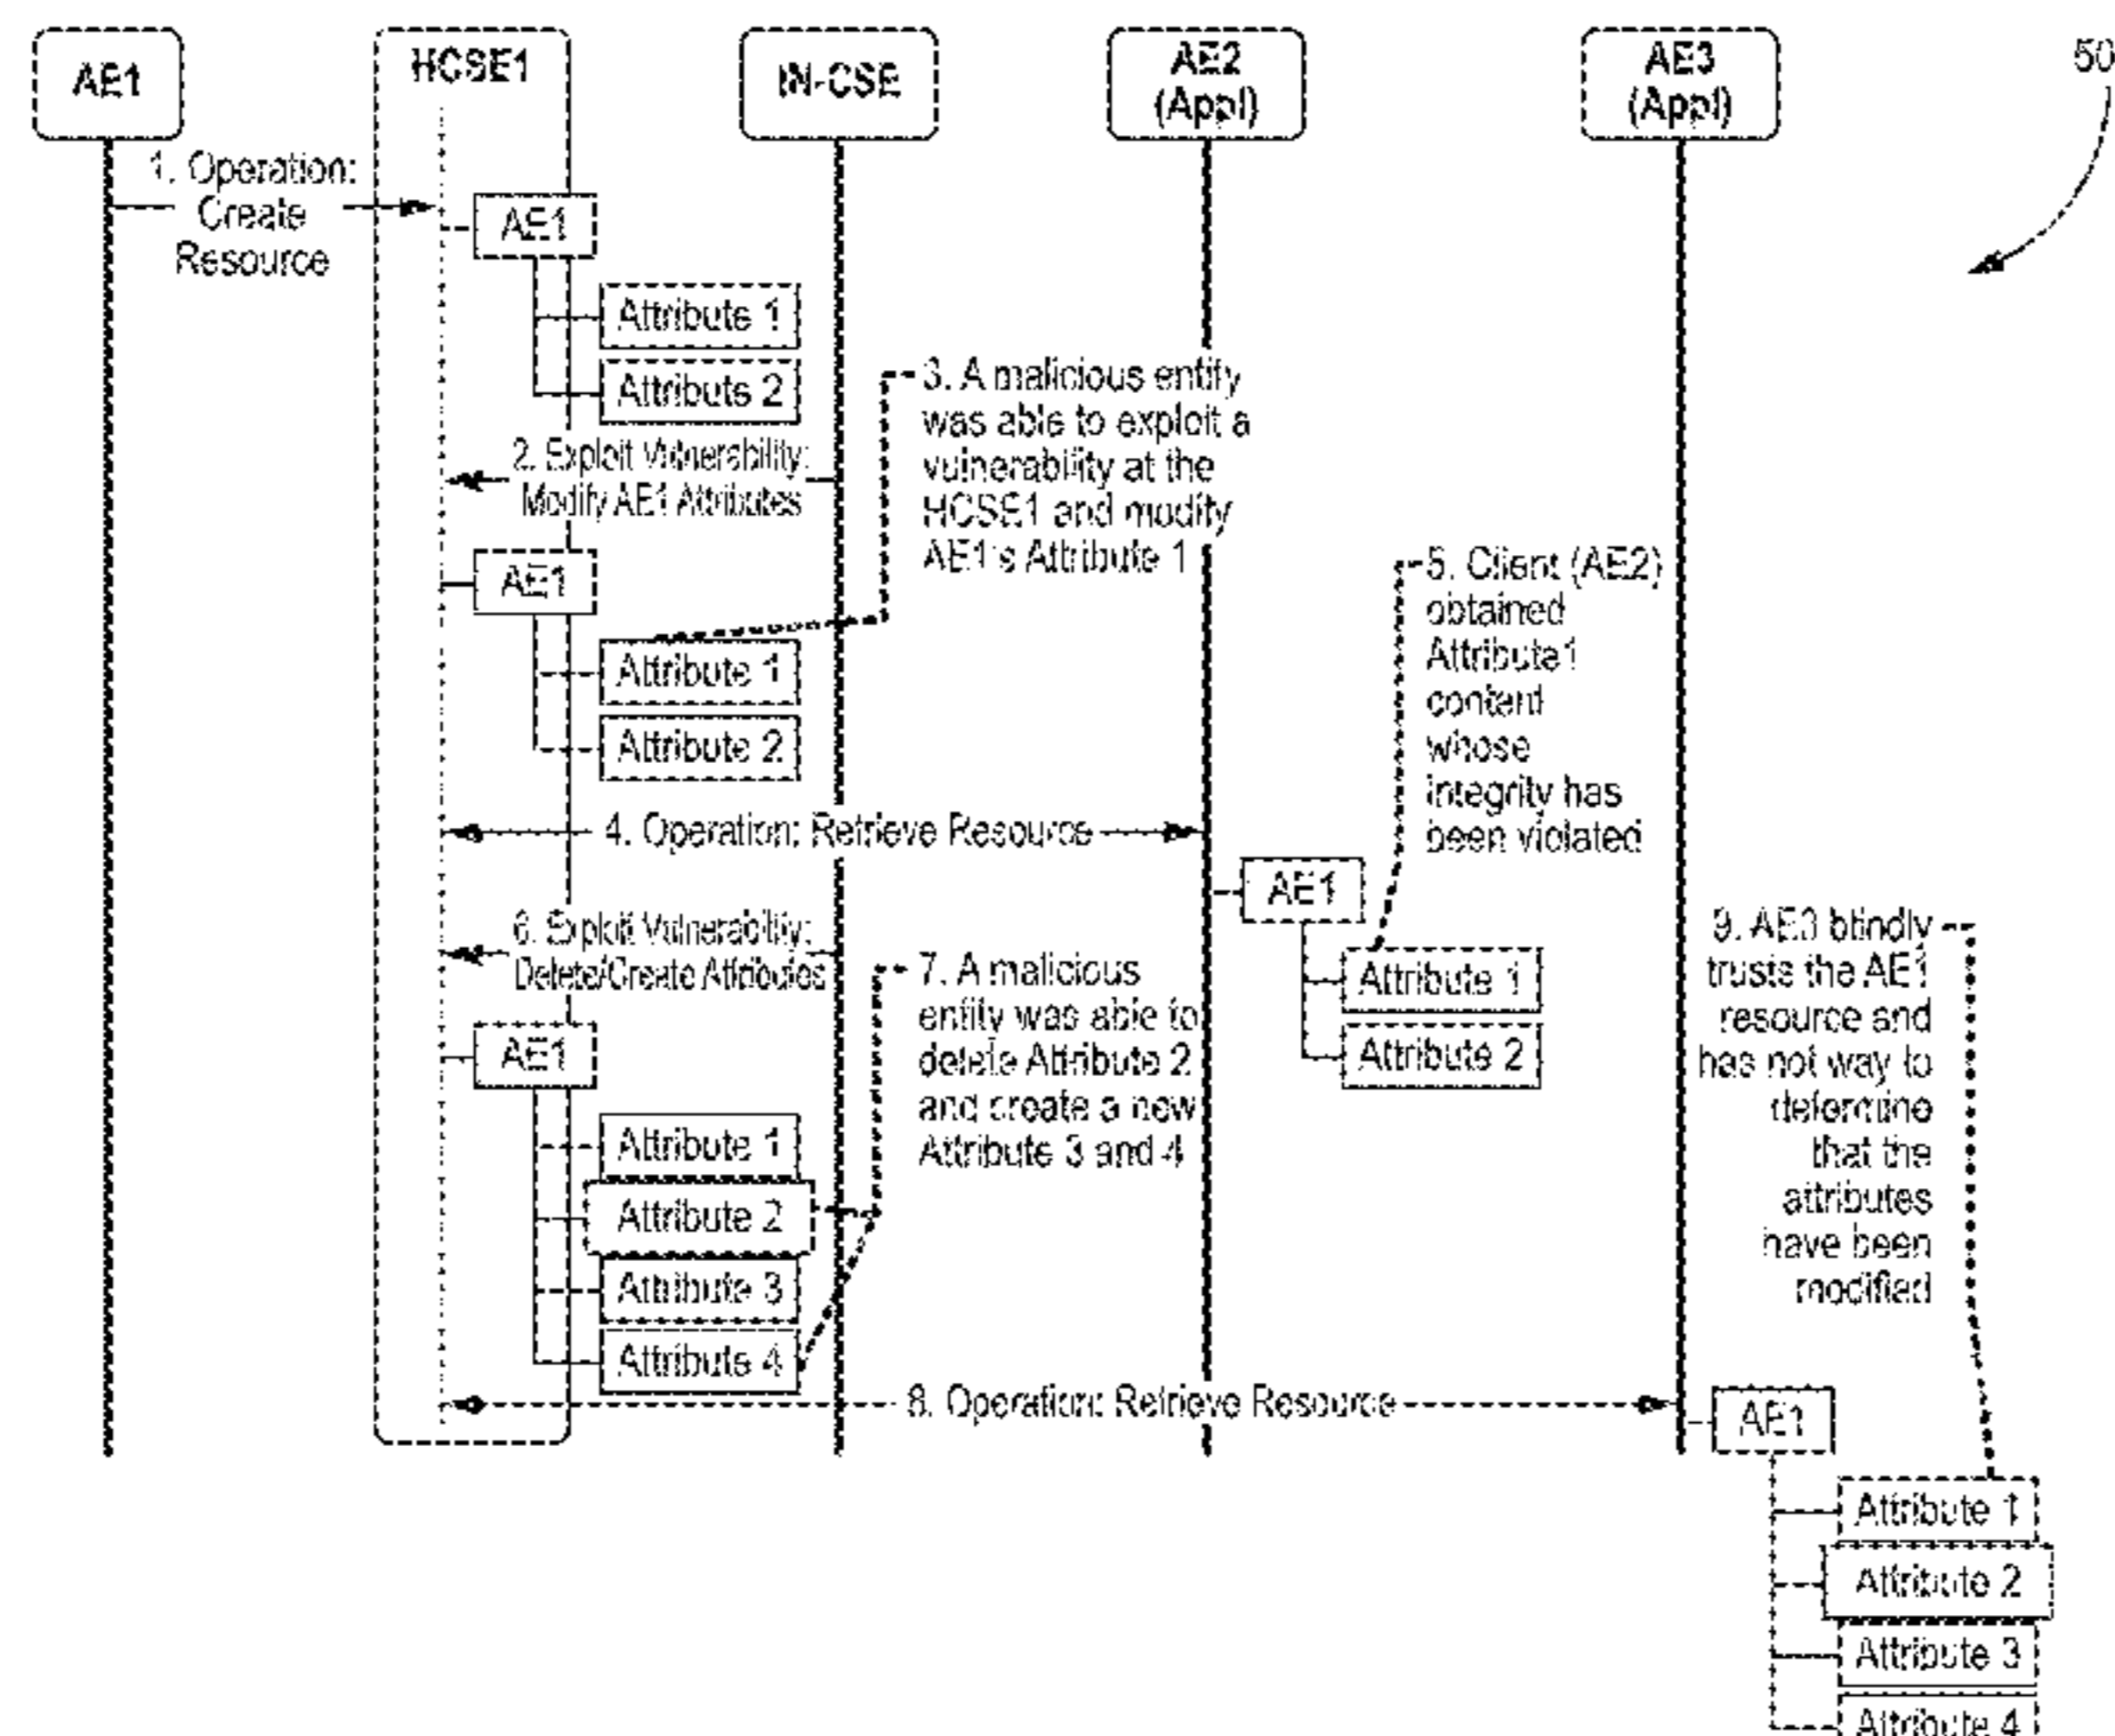 AE1
HCSE1
IN-CSE
AE2
(Appl)
AE3
(Appl)
50
1. Operation:
Create
Resource
AE1
Attribute 1
Attribute 2
2. Exploit Vulnerability:
Modify AE1 Attributes
3. A malicious entity
was able to exploit a
vulnerability at the
HCSE1 and modify
AE1's Attribute 1
AE1
Attribute 1
Attribute 2
4. Operation: Retrieve Resource
5. Client (AE2)
obtained
Attribute1
content
whose
integrity has
been violated
AE1
Attribute 1
Attribute 2
6. Exploit Vulnerability:
Delete/Create Attributes
7. A malicious
entity was able to
delete Attribute 2
and create a new
Attribute 3 and 4
AE1
Attribute 1
Attribute 2
Attribute 3
Attribute 4
8. Operation: Retrieve Resource
9. AE3 blindly
trusts the AE1
resource and
has not way to
determine
that the
attributes
have been
modified
AE1
Attribute 1
Attribute 2
Attribute 3
Attribute 4